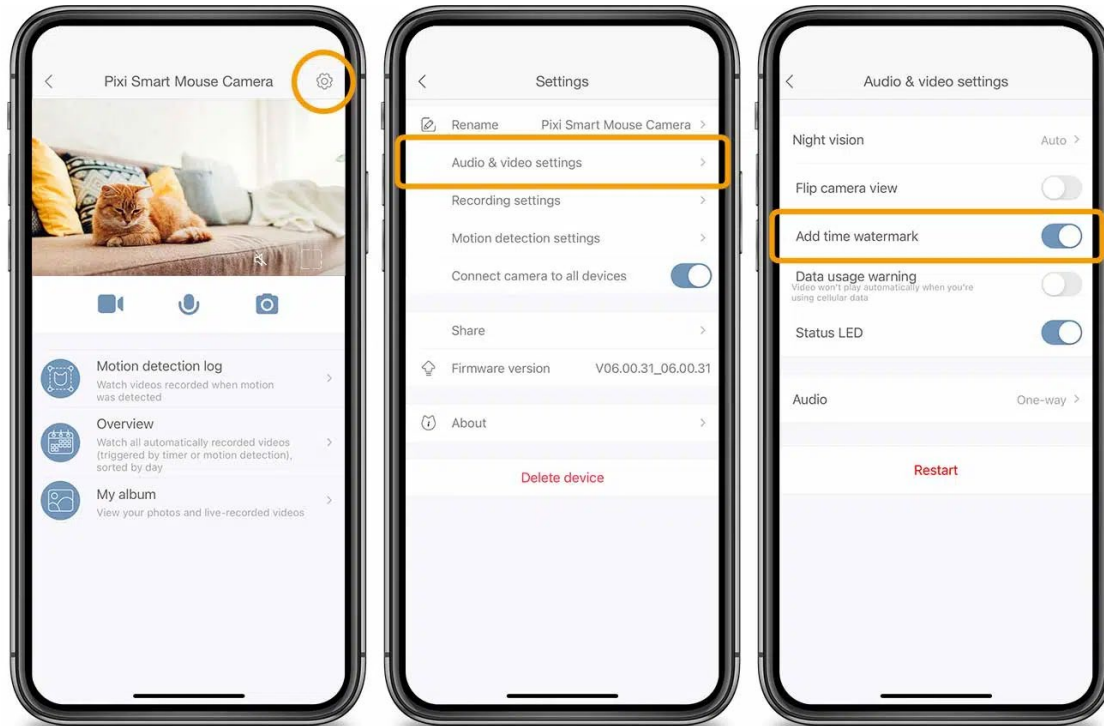 Pixi Smart Mouse Camera
Motion detection log
Watch videos recorded when motion
was detected
Overview
Watch all automatically recorded videos
(triggered by timer or motion detection),
sorted by day
My album
View your photos and live-recorded videos
Settings
Rename Pixi Smart Mouse Camera
Audio & video settings
Recording settings
Motion detection settings
Connect camera to all devices
Share
Firmware version V06.00.31_06.00.31
About
Delete device
Audio & video settings
Night vision Auto
Flip camera view
Add time watermark
Data usage warning
Video won't play automatically when you're
using cellular data
Status LED
Audio One-way
Restart